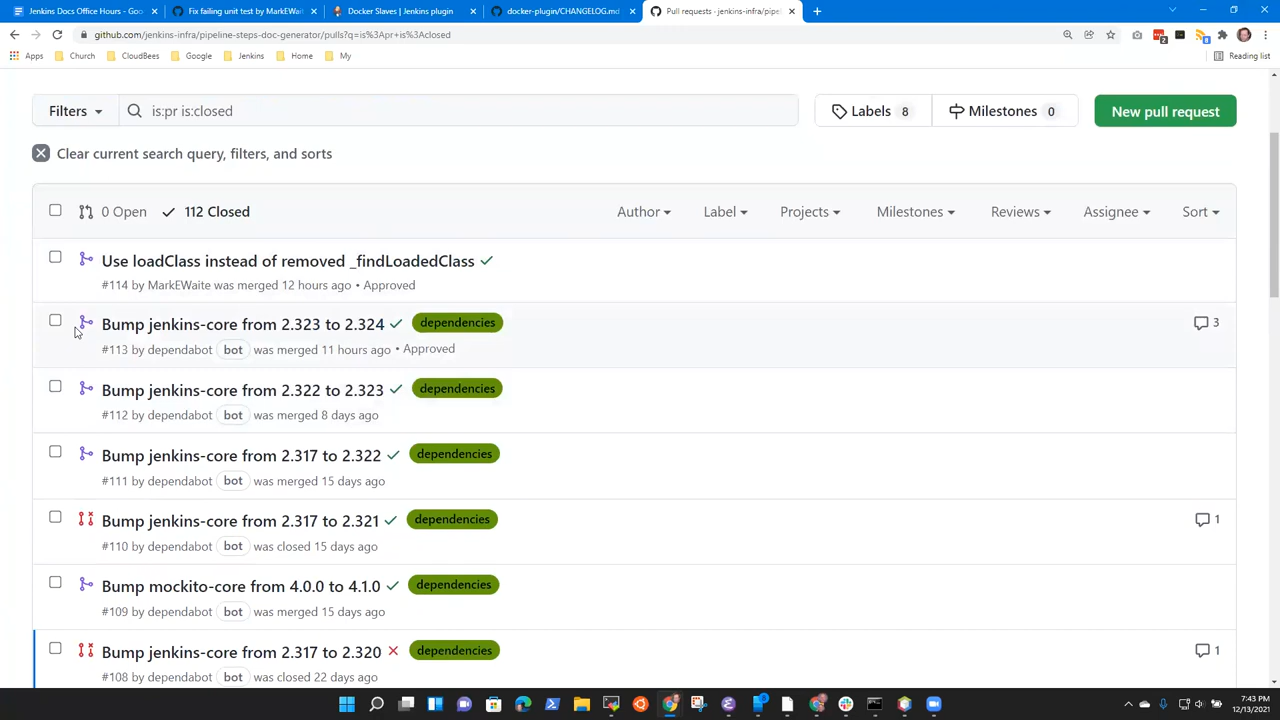 Jenkins Docs Office Hours - Goo
Fix failing unit test by MarkEWait
Docker Slaves | Jenkins plugin
docker-plugin/CHANGELOG.md
Pull requests · jenkins-infra/pipe
github.com/jenkins-infra/pipeline-steps-doc-generator/pulls?q=is%3Apr+is%3Aclosed
Apps
Church
CloudBees
Google
Jenkins
Home
My
Reading list
Filters
is:pr is:closed
Labels 8
Milestones 0
New pull request
Clear current search query, filters, and sorts
0 Open
112 Closed
Author
Label
Projects
Milestones
Reviews
Assignee
Sort
Use loadClass instead of removed _findLoadedClass
#114 by MarkEWaite was merged 12 hours ago • Approved
Bump jenkins-core from 2.323 to 2.324 dependencies 3
#113 by dependabot bot was merged 11 hours ago • Approved
Bump jenkins-core from 2.322 to 2.323 dependencies
#112 by dependabot bot was merged 8 days ago
Bump jenkins-core from 2.317 to 2.322 dependencies
#111 by dependabot bot was merged 15 days ago
Bump jenkins-core from 2.317 to 2.321 dependencies 1
#110 by dependabot bot was closed 15 days ago
Bump mockito-core from 4.0.0 to 4.1.0 dependencies
#109 by dependabot bot was merged 15 days ago
Bump jenkins-core from 2.317 to 2.320 dependencies 1
#108 by dependabot bot was closed 22 days ago
7:43 PM
12/13/2021